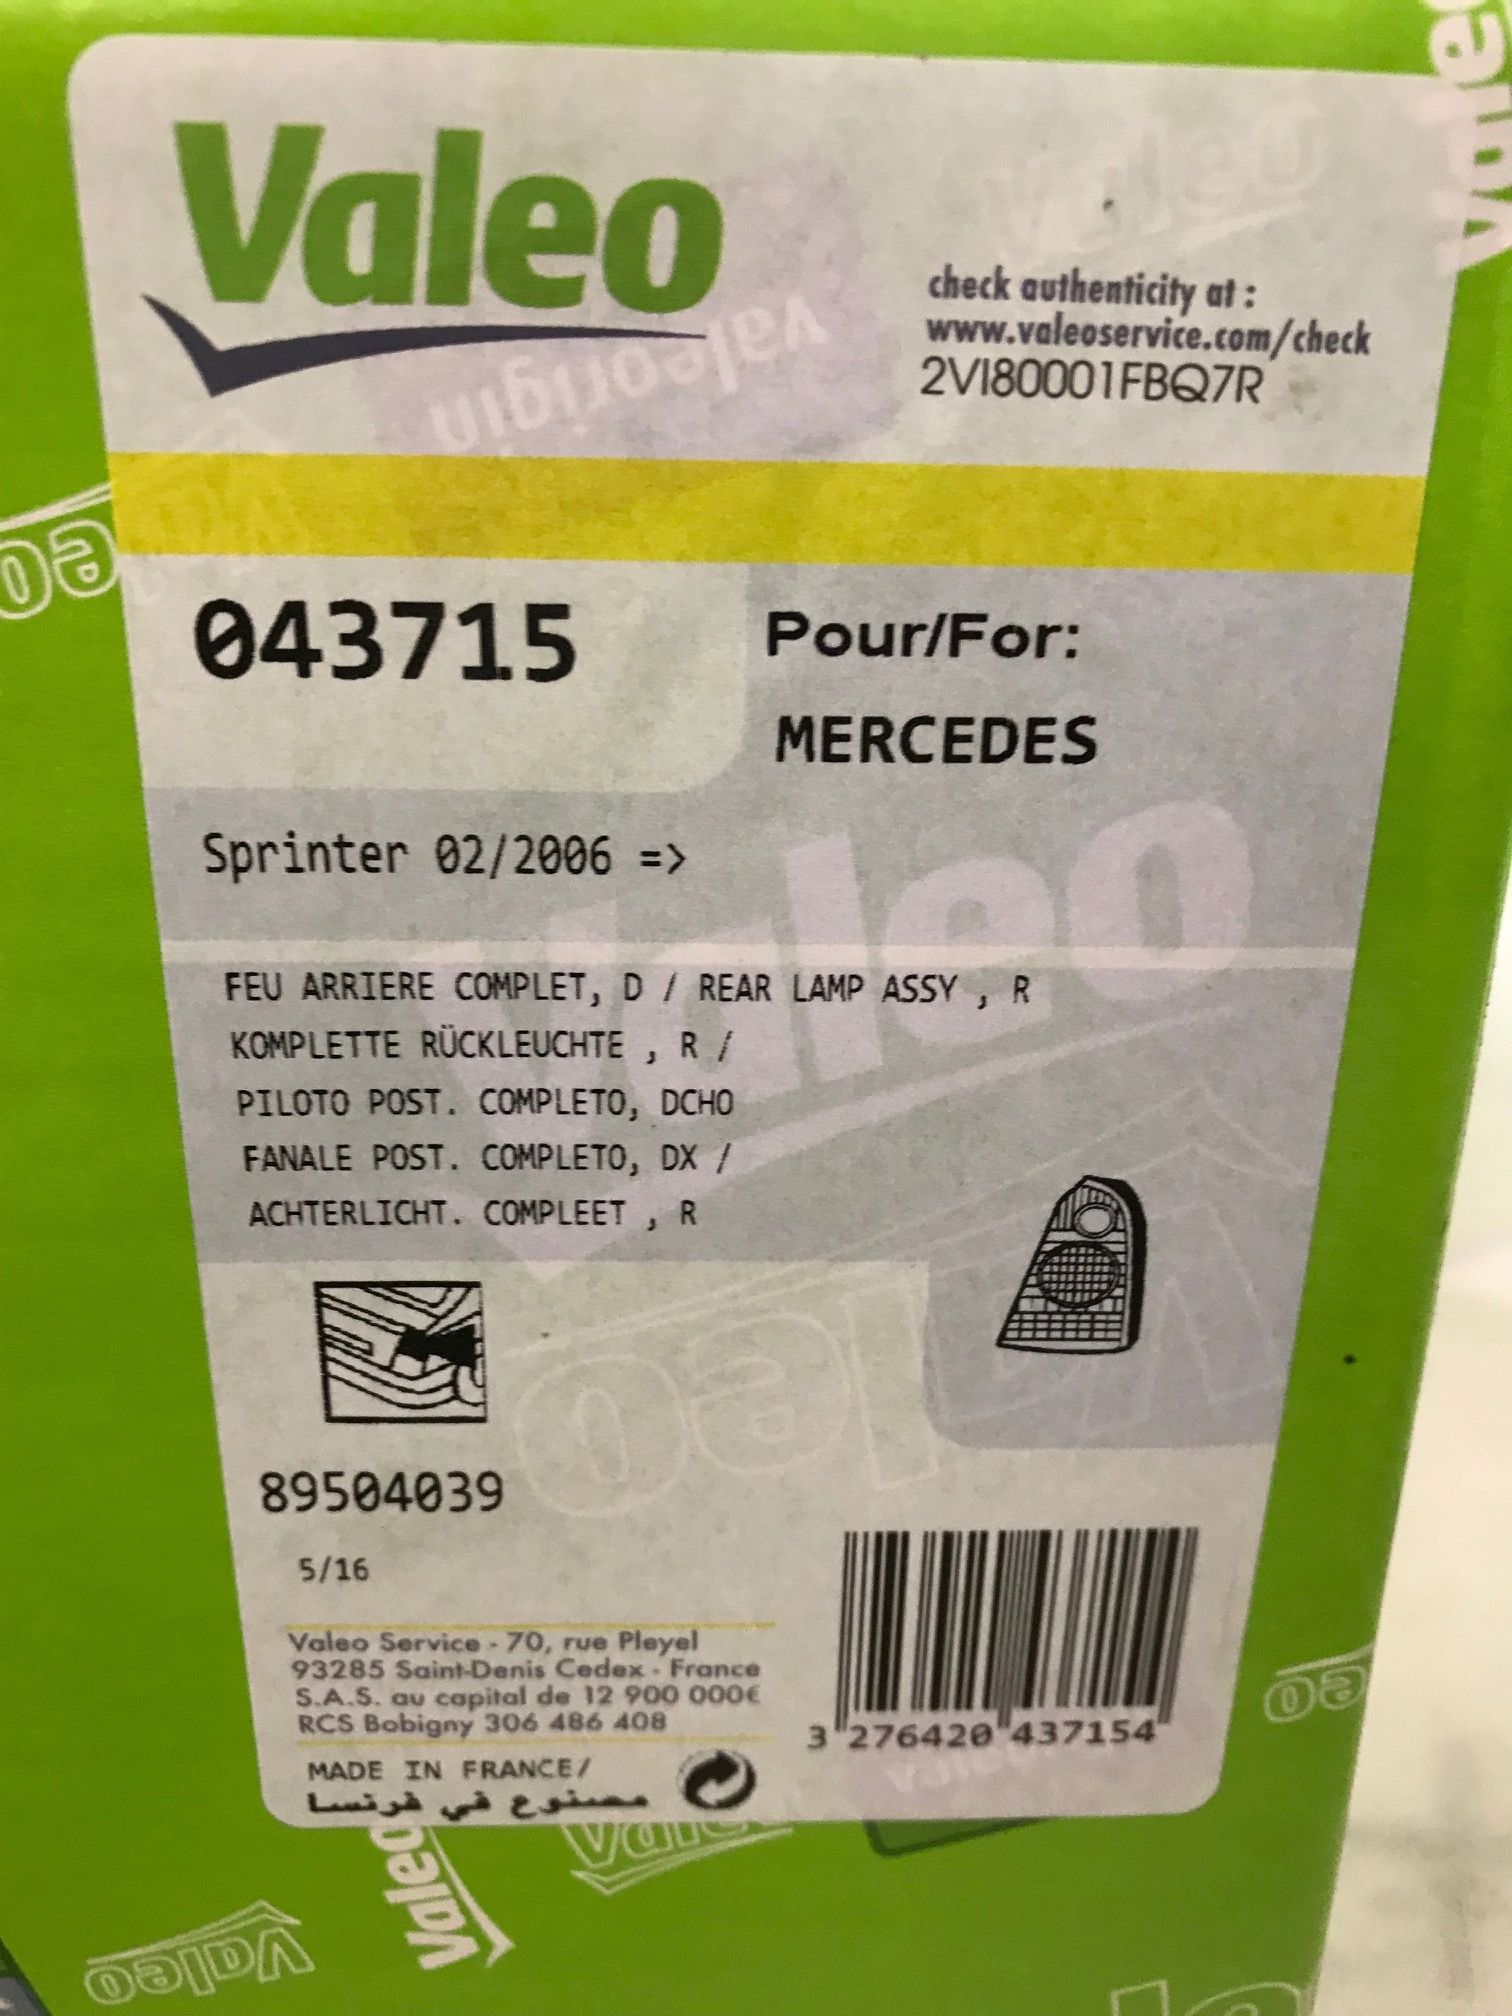 Valeo
valeorigin
check authenticity at :
www.valeoservice.com/check
2VI80001FBQ7R
043715
Pour/For:
MERCEDES
Sprinter 02/2006 =>
FEU ARRIERE COMPLET, D / REAR LAMP ASSY , R
KOMPLETTE RÜCKLEUCHTE , R /
PILOTO POST. COMPLETO, DCHO
FANALE POST. COMPLETO, DX /
ACHTERLICHT. COMPLEET , R
89504039
5/16
Valeo Service - 70, rue Pleyel
93285 Saint-Denis Cedex - France
S.A.S. au capital de 12 900 000€
RCS Bobigny 306 486 408
MADE IN FRANCE/
مصنوع في فرنسا
3 276420 437154
Valeo
Valeo
Valeo